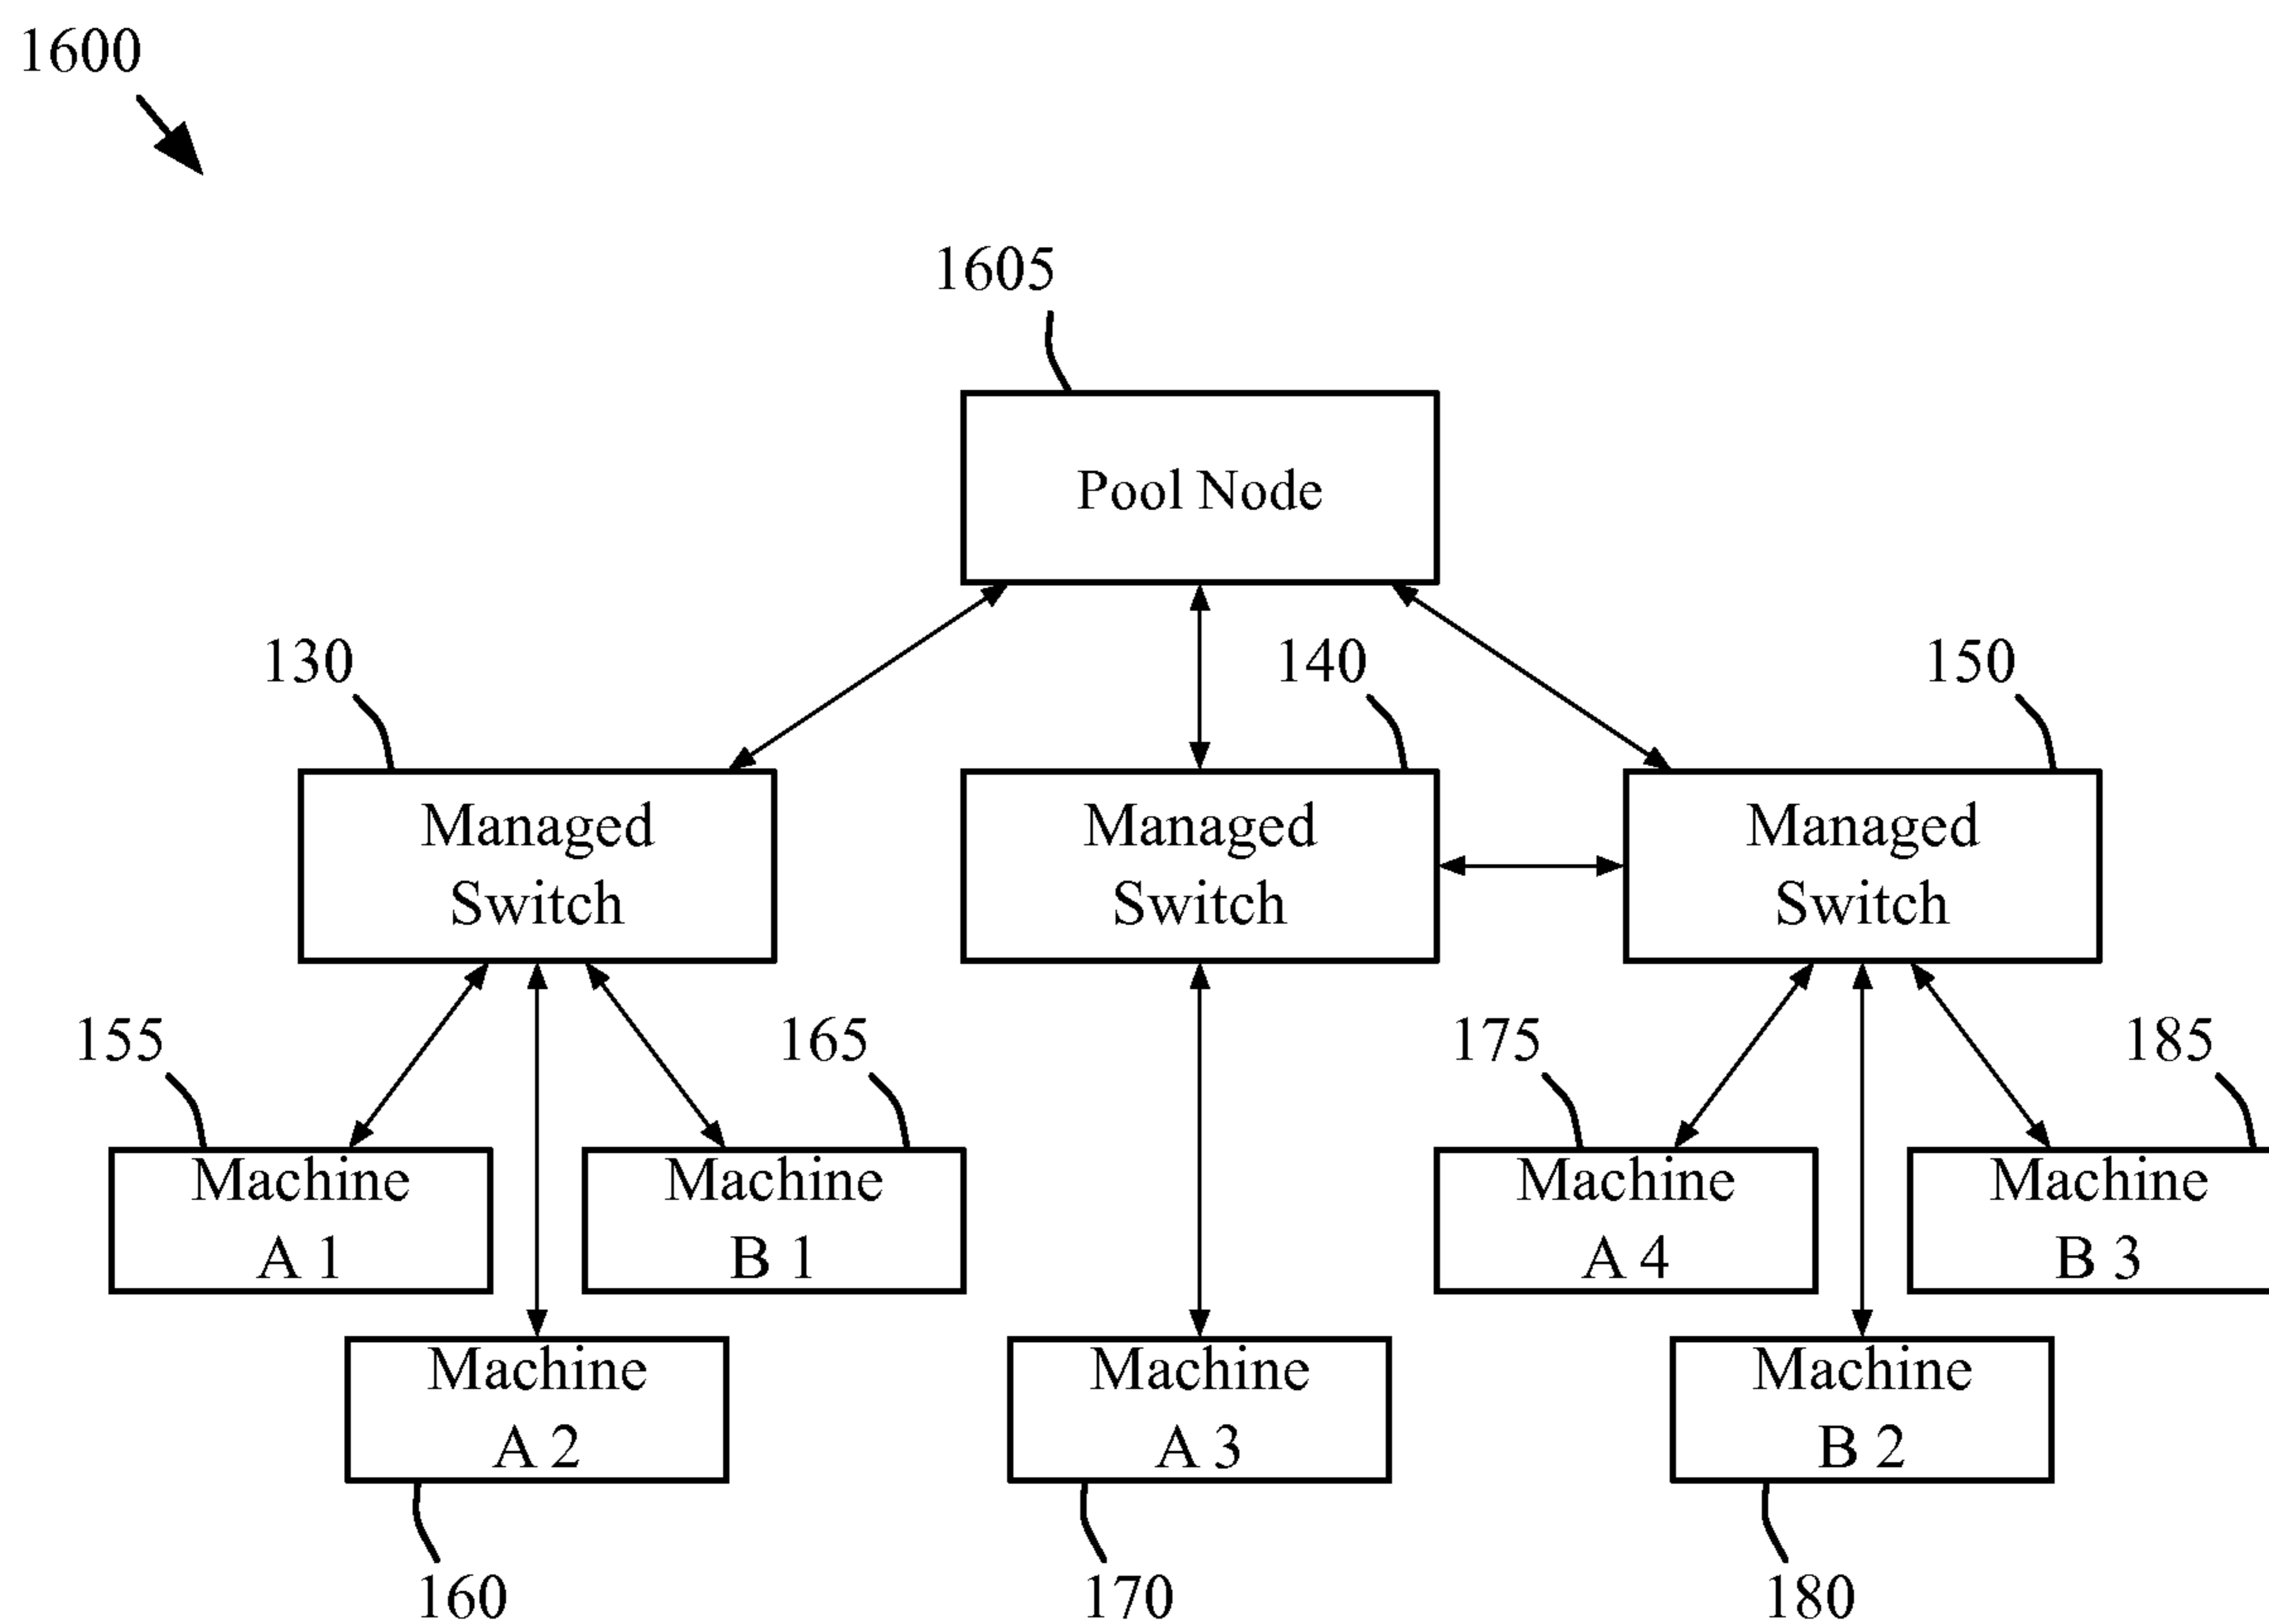 1600
1605
Pool Node
130
140
150
Managed
Switch
Managed
Switch
Managed
Switch
155
165
175
185
Machine
A 1
Machine
B 1
Machine
A 4
Machine
B 3
Machine
A 2
Machine
A 3
Machine
B 2
160
170
180